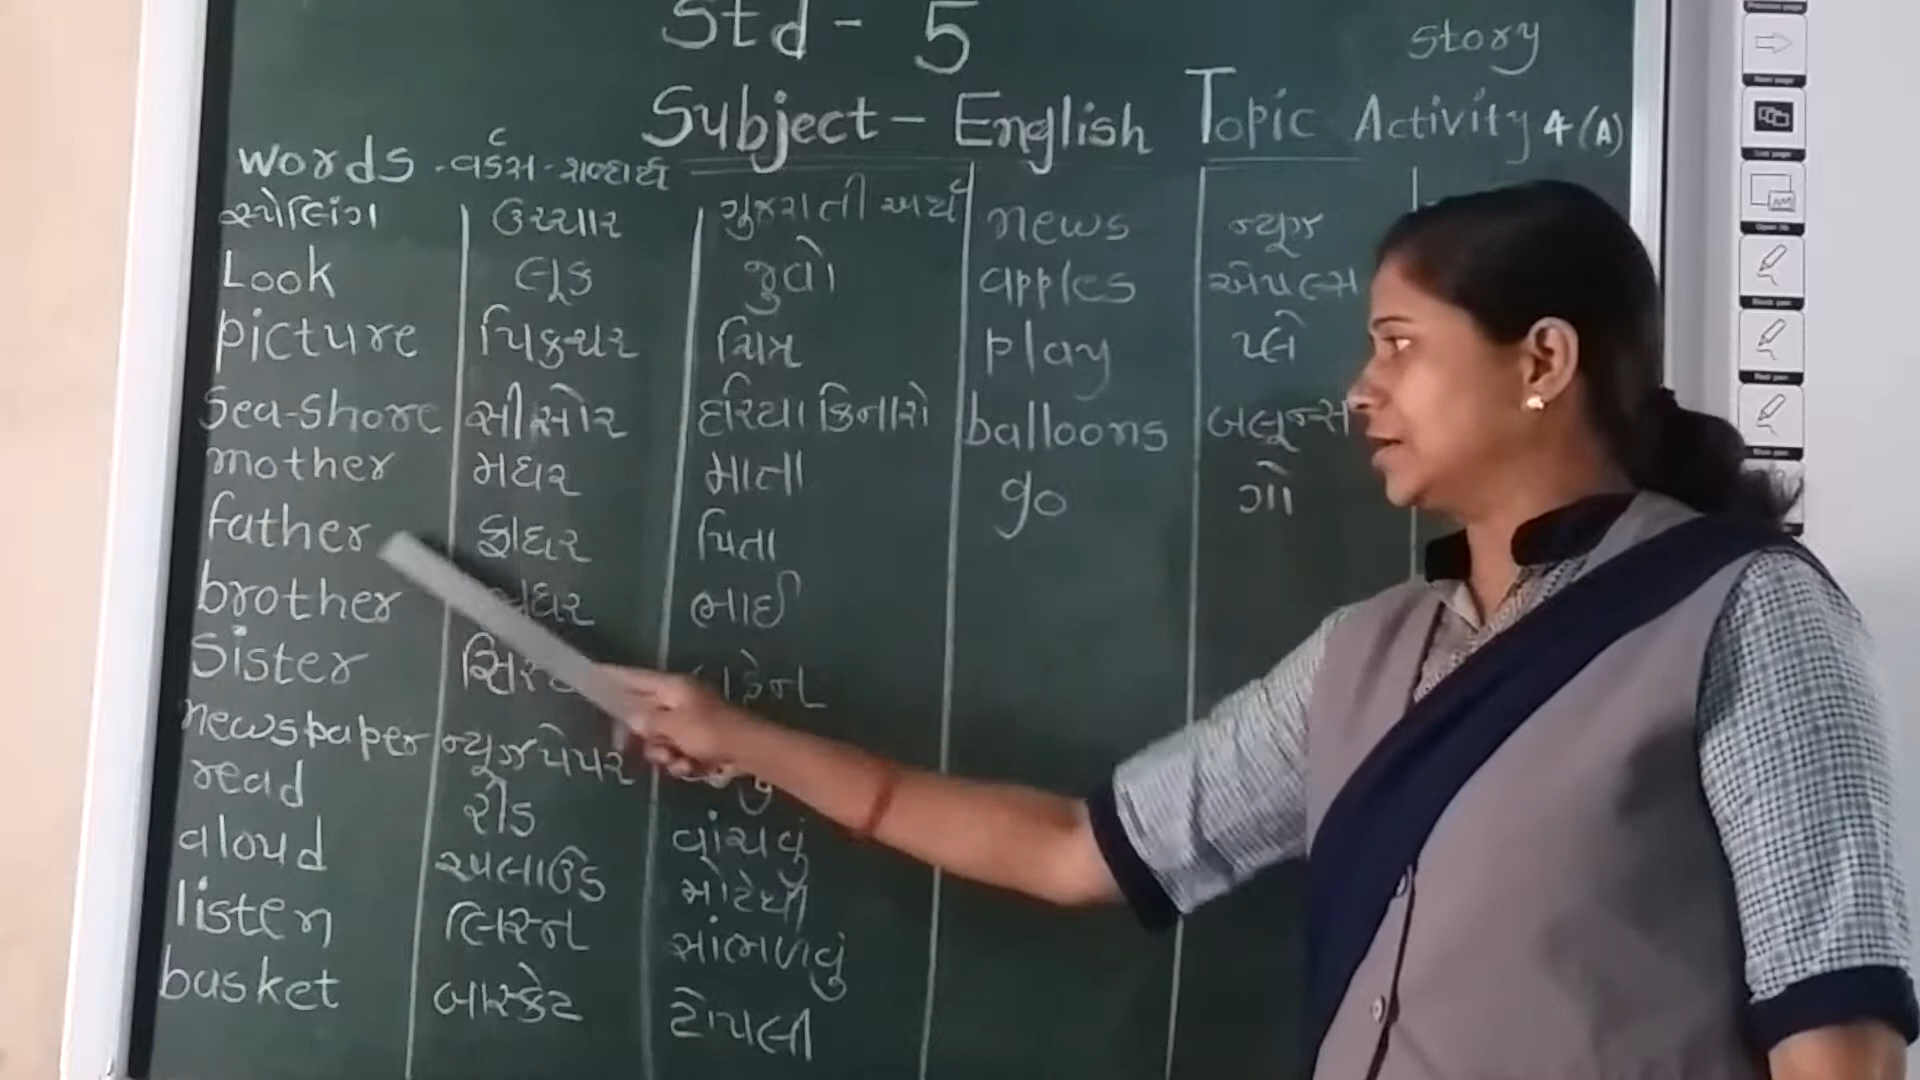 Std - 5
Story
Subject - English Topic Activity 4 (A)
words - વર્ડસ - શબ્દાર્થ
સ્પેલિંગ ઉચ્ચાર ગુજરાતી અર્થ news ન્યૂઝ
Look લૂક જુવો apples એપલ્સ
picture પિકચર ચિત્ર play પ્લે
Sea-shore સીસોર દરિયા કિનારો balloons બલૂન્સ
mother મધર માતા go ગો
father ફાધર પિતા
brother ભાઈ
Sister
newspaper ન્યૂઝપેપર
read રીડ વાંચવું
aloud અલાઉડ મોટેથી
listen લિસ્ન સાંભળવું
basket બાસ્કેટ ટોપલી